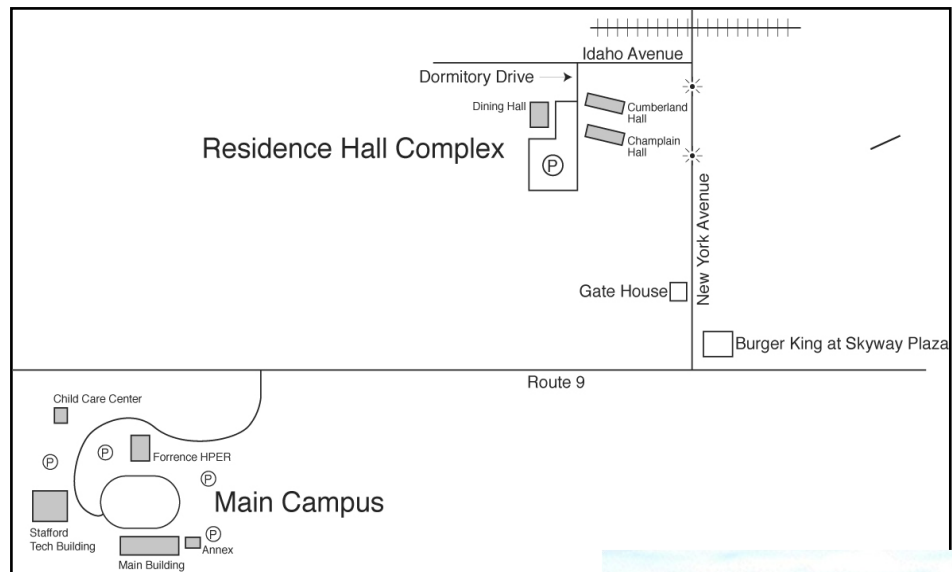 Idaho Avenue
Dormitory Drive
Dining Hall
Cumberland
Hall
Champlain
Hall
Residence Hall Complex
P
New York Avenue
Gate House
Burger King at Skyway Plaza
Route 9
Child Care Center
P
P
Forrence HPER
P
Main Campus
Stafford
Tech Building
P
Annex
Main Building